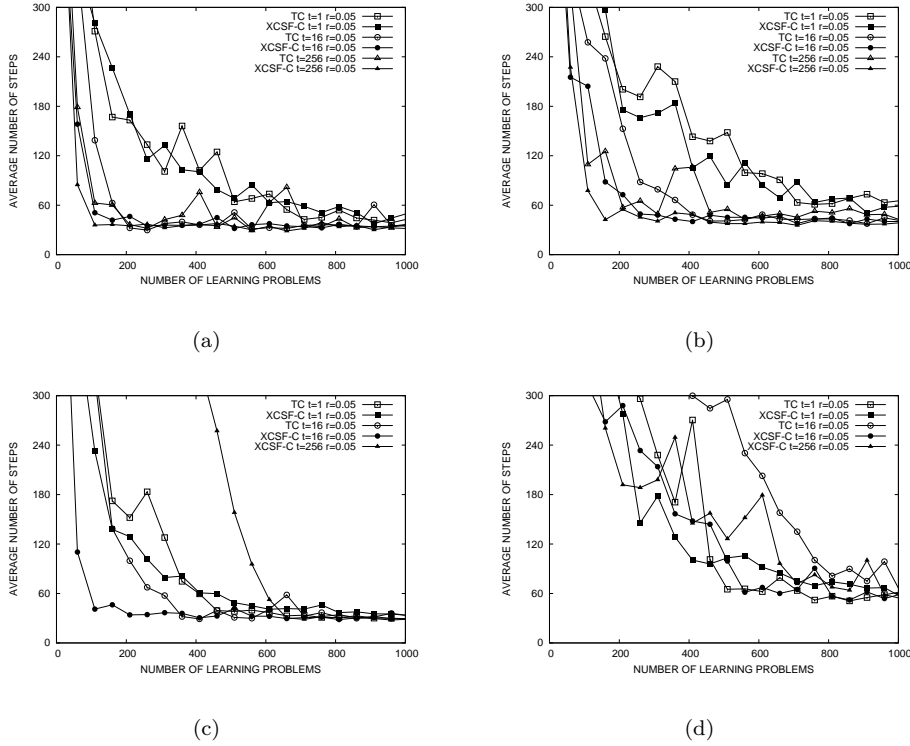 300
240
180
120
60
0
0
200
400
600
800
1000
AVERAGE NUMBER OF STEPS
NUMBER OF LEARNING PROBLEMS
TC t=1 r=0.05
XCSF-C t=1 r=0.05
TC t=16 r=0.05
XCSF-C t=16 r=0.05
TC t=256 r=0.05
XCSF-C t=256 r=0.05
(a)
300
240
180
120
60
0
0
200
400
600
800
1000
AVERAGE NUMBER OF STEPS
NUMBER OF LEARNING PROBLEMS
TC t=1 r=0.05
XCSF-C t=1 r=0.05
TC t=16 r=0.05
XCSF-C t=16 r=0.05
TC t=256 r=0.05
XCSF-C t=256 r=0.05
(b)
300
240
180
120
60
0
0
200
400
600
800
1000
AVERAGE NUMBER OF STEPS
NUMBER OF LEARNING PROBLEMS
TC t=1 r=0.05
XCSF-C t=1 r=0.05
TC t=16 r=0.05
XCSF-C t=16 r=0.05
XCSF-C t=256 r=0.05
(c)
300
240
180
120
60
0
0
200
400
600
800
1000
AVERAGE NUMBER OF STEPS
NUMBER OF LEARNING PROBLEMS
TC t=1 r=0.05
XCSF-C t=1 r=0.05
TC t=16 r=0.05
XCSF-C t=16 r=0.05
XCSF-C t=256 r=0.05
(d)